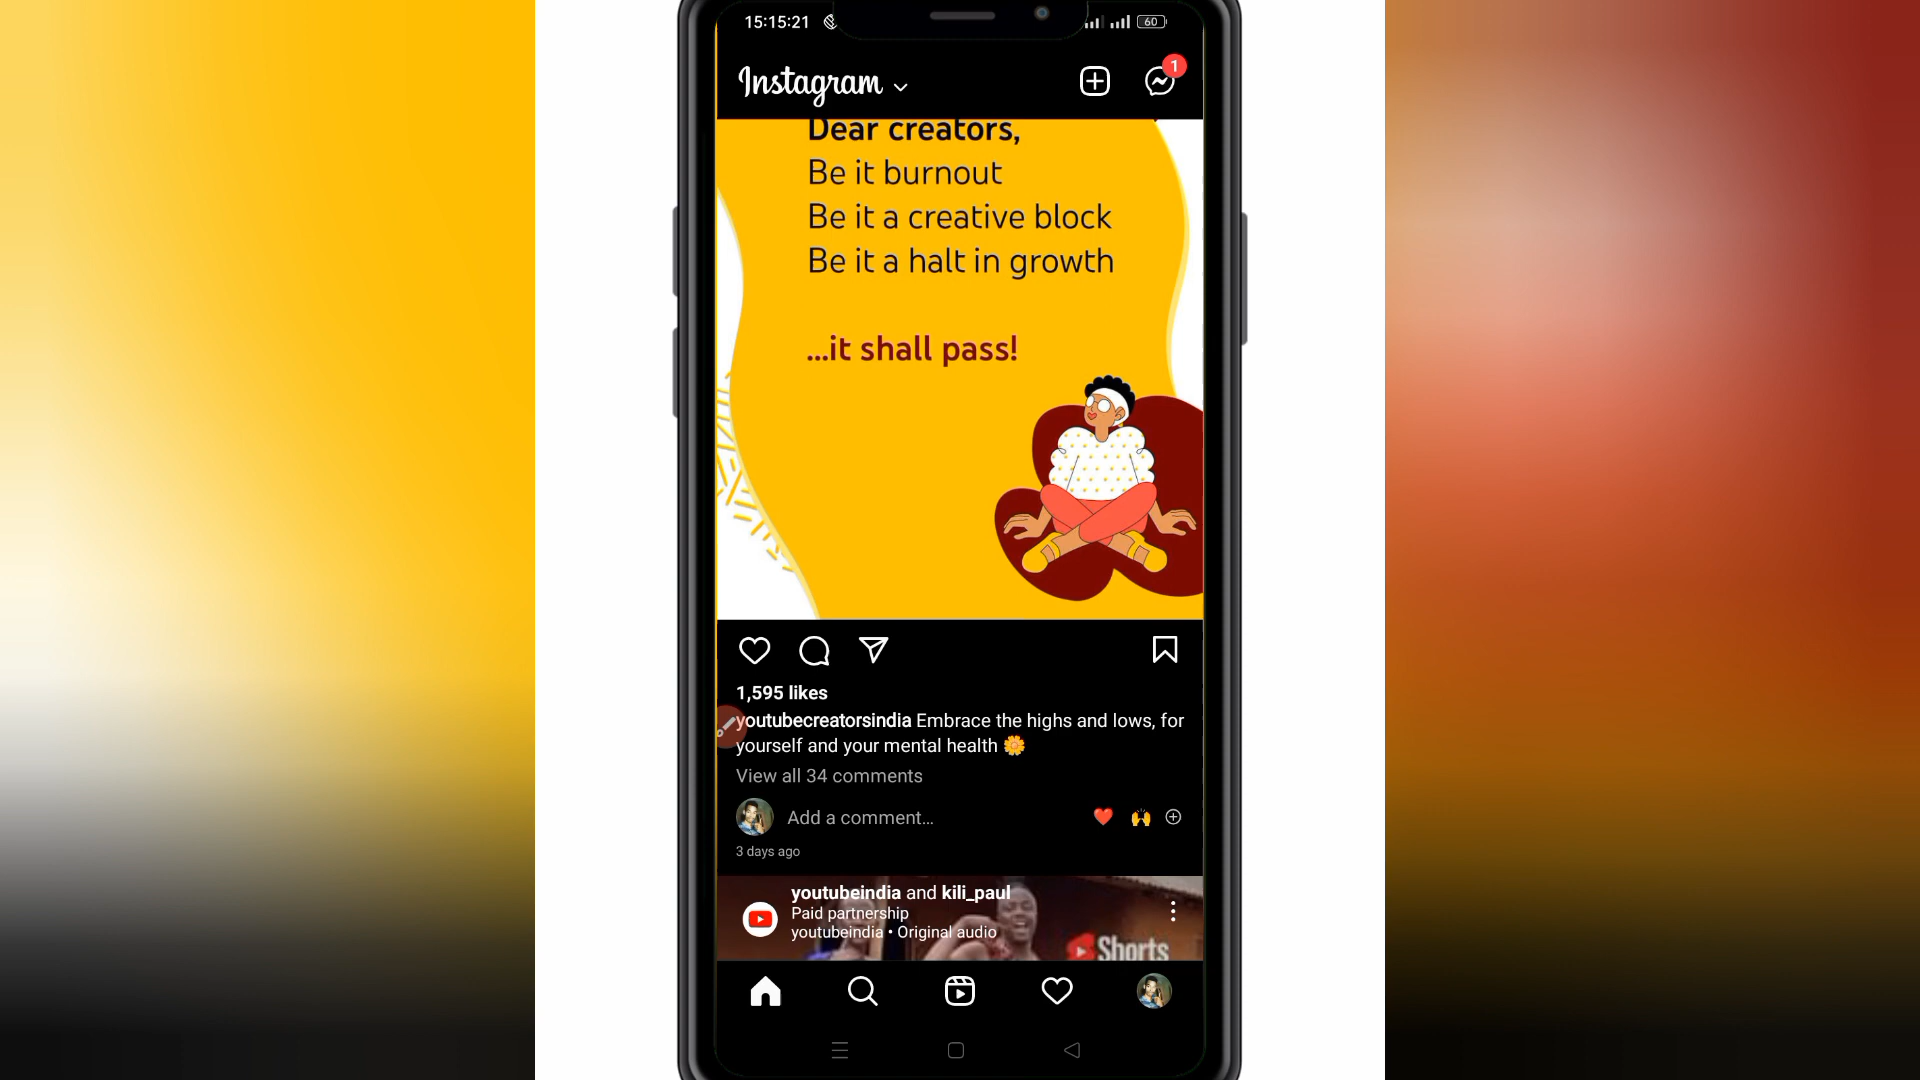 15:15:21
60
Instagram
1
Dear creators,
Be it burnout
Be it a creative block
Be it a halt in growth
...it shall pass!
1,595 likes
youtubecreatorsindia Embrace the highs and lows, for
yourself and your mental health 🌼
View all 34 comments
Add a comment...
3 days ago
youtubeindia and kili_paul
Paid partnership
youtubeindia • Original audio
Shorts